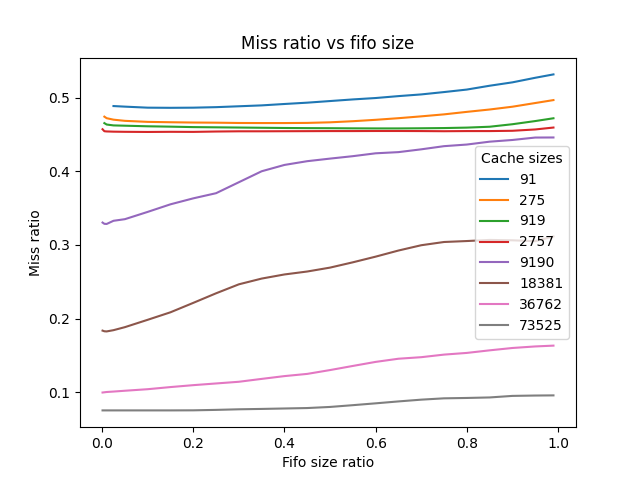 Miss ratio vs fifo size
0.5
0.4
0.3
0.2
0.1
Miss ratio
Cache sizes
91
275
919
2757
9190
18381
36762
73525
0.0 0.2 0.4 0.6 0.8 1.0
Fifo size ratio